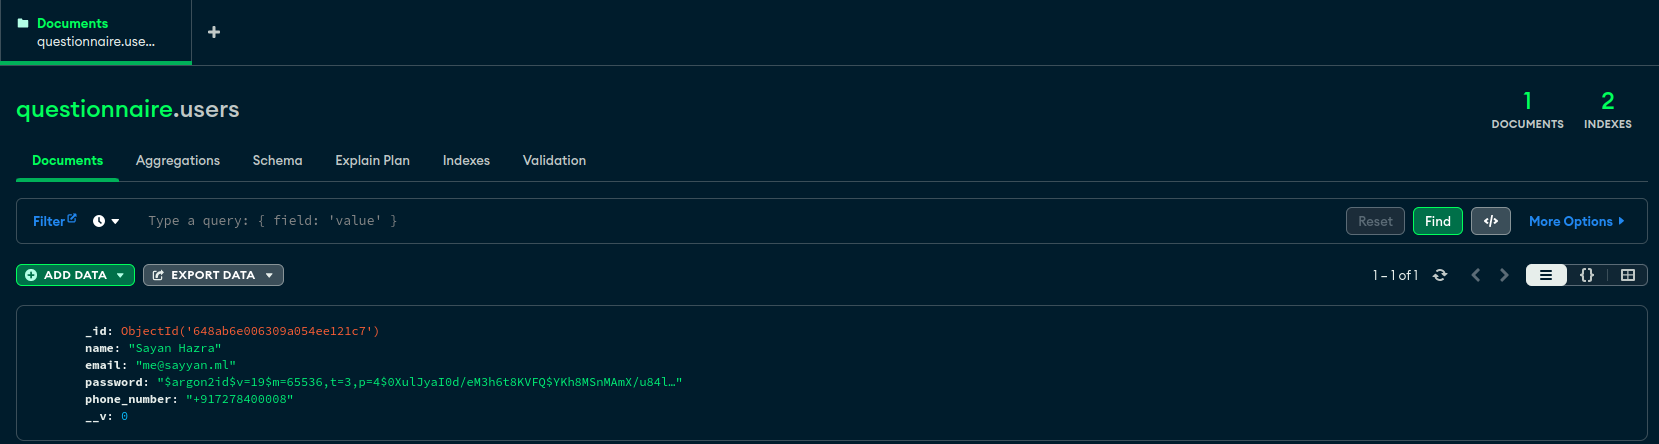 Documents
questionnaire.use...
questionnaire.users
1
DOCUMENTS
2
INDEXES
Documents Aggregations Schema Explain Plan Indexes Validation
Filter Type a query: { field: 'value' } Reset Find </> More Options
ADD DATA EXPORT DATA 1 – 1 of 1 {}
_id: ObjectId('648ab6e006309a054ee121c7')
name: "Sayan Hazra"
email: "me@sayyan.ml"
password: "$argon2id$v=19$m=65536,t=3,p=4$0XulJyaI0d/eM3h6t8KVFQ$YKh8MSnMAmX/u84l…"
phone_number: "+917278400008"
__v: 0